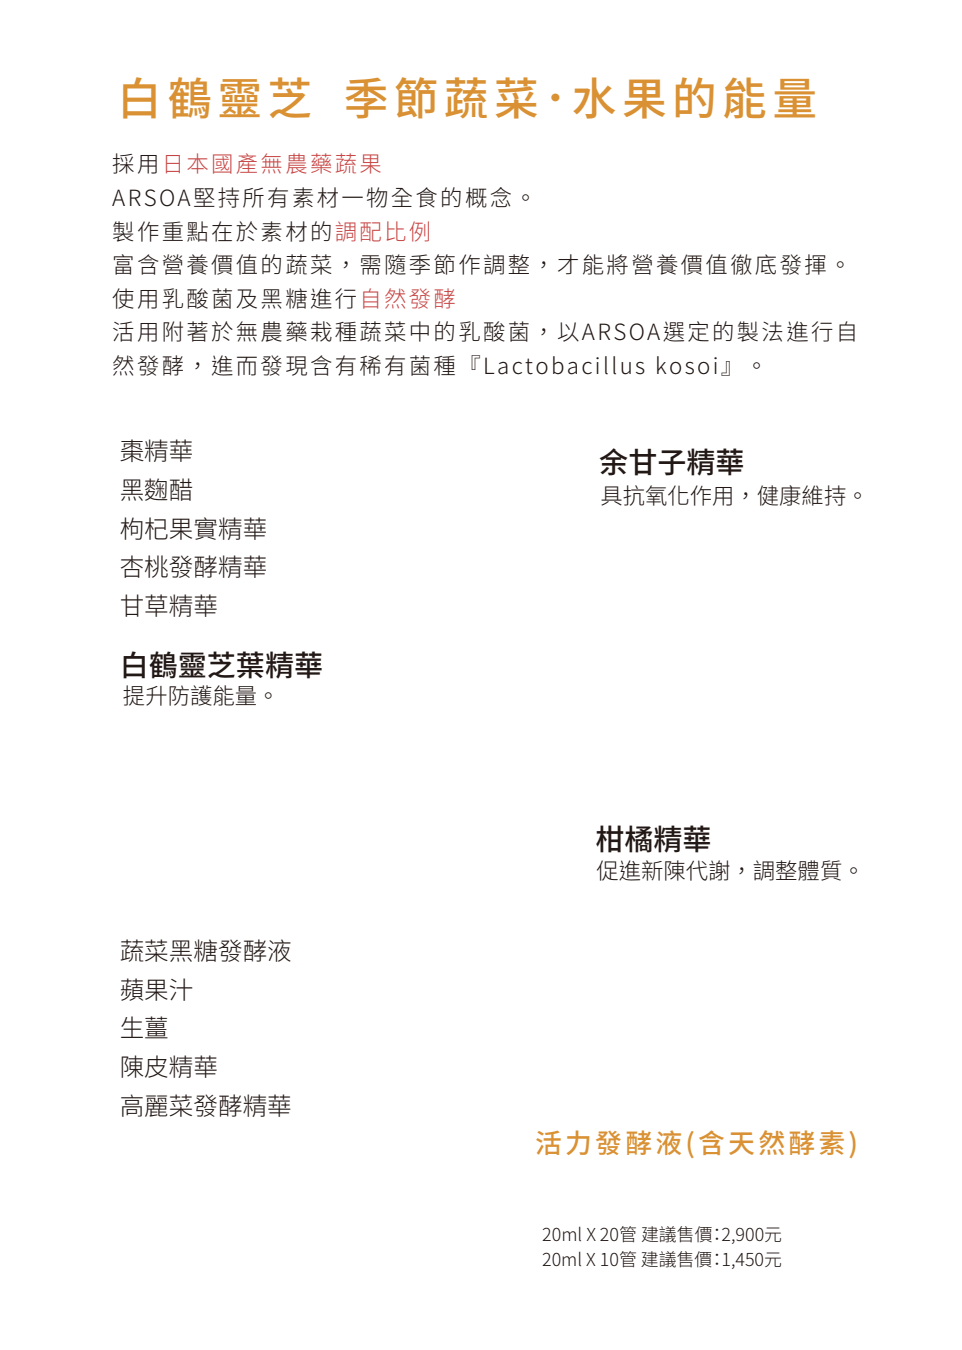 白鶴靈芝 季節蔬菜·水果的能量
採用日本國產無農藥蔬果
ARSOA堅持所有素材一物全食的概念。
製作重點在於素材的調配比例
富含營養價值的蔬菜，需隨季節作調整，才能將營養價值徹底發揮。
使用乳酸菌及黑糖進行自然發酵
活用附著於無農藥栽種蔬菜中的乳酸菌，以ARSOA選定的製法進行自
然發酵，進而發現含有稀有菌種『Lactobacillus kosoi』。
棗精華
黑麴醋
枸杞果實精華
杏桃發酵精華
甘草精華
余甘子精華
具抗氧化作用，健康維持。
白鶴靈芝葉精華
提升防護能量。
柑橘精華
促進新陳代謝，調整體質。
蔬菜黑糖發酵液
蘋果汁
生薑
陳皮精華
高麗菜發酵精華
活力發酵液(含天然酵素)
20ml X 20管 建議售價：2,900元
20ml X 10管 建議售價：1,450元